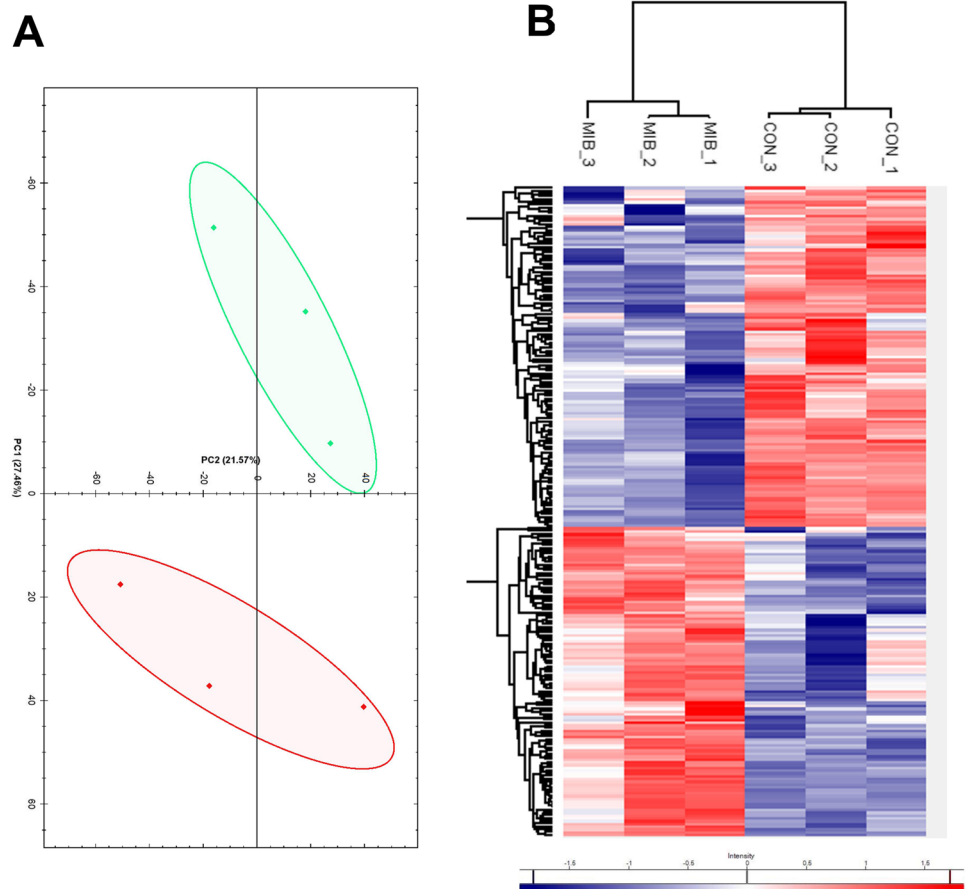 A
B
MIB_3
MIB_2
MIB_1
CON_3
CON_2
CON_1
-60
-40
-20
0
20
40
60
PC1 (27.46%)
PC2 (21.57%)
-60 -40 -20 0 20 40
Intensity
-1,5 -1 -0,5 0 0,5 1 1,5